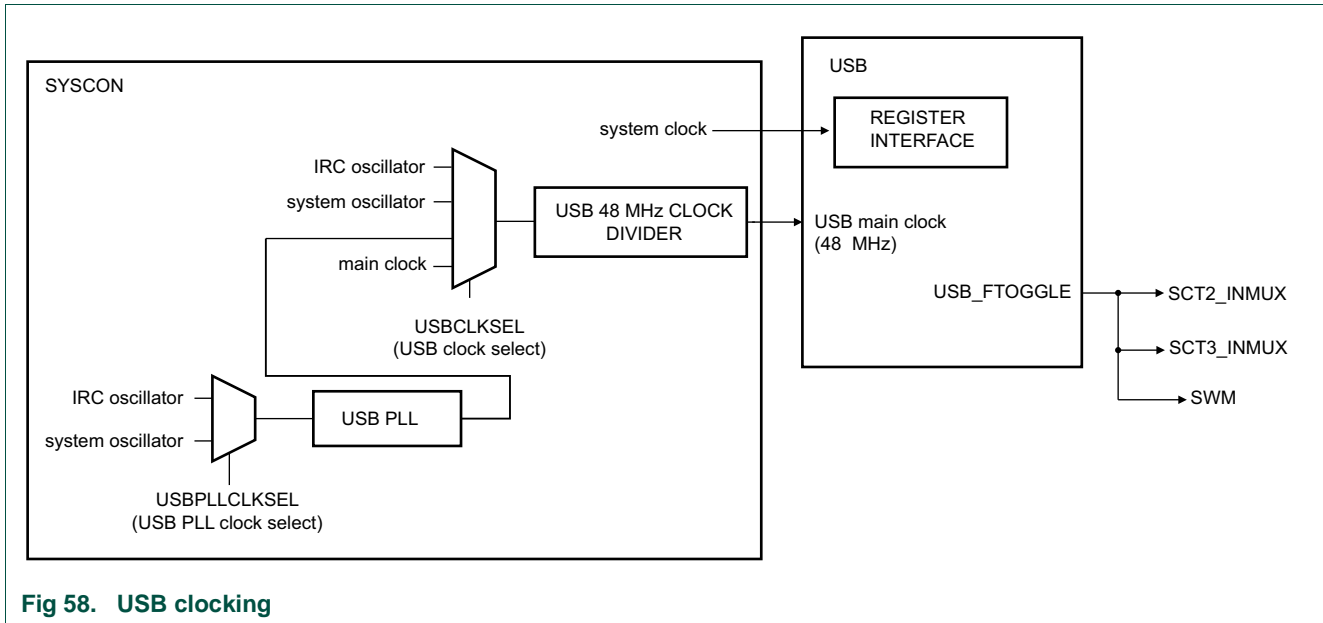 SYSCON
USB
REGISTER
INTERFACE
system clock
IRC oscillator
system oscillator
main clock
USB 48 MHz CLOCK
DIVIDER
USB main clock
(48 MHz)
USBCLKSEL
(USB clock select)
USB_FTOGGLE
SCT2_INMUX
SCT3_INMUX
SWM
IRC oscillator
system oscillator
USB PLL
USBPLLCLKSEL
(USB PLL clock select)
Fig 58. USB clocking